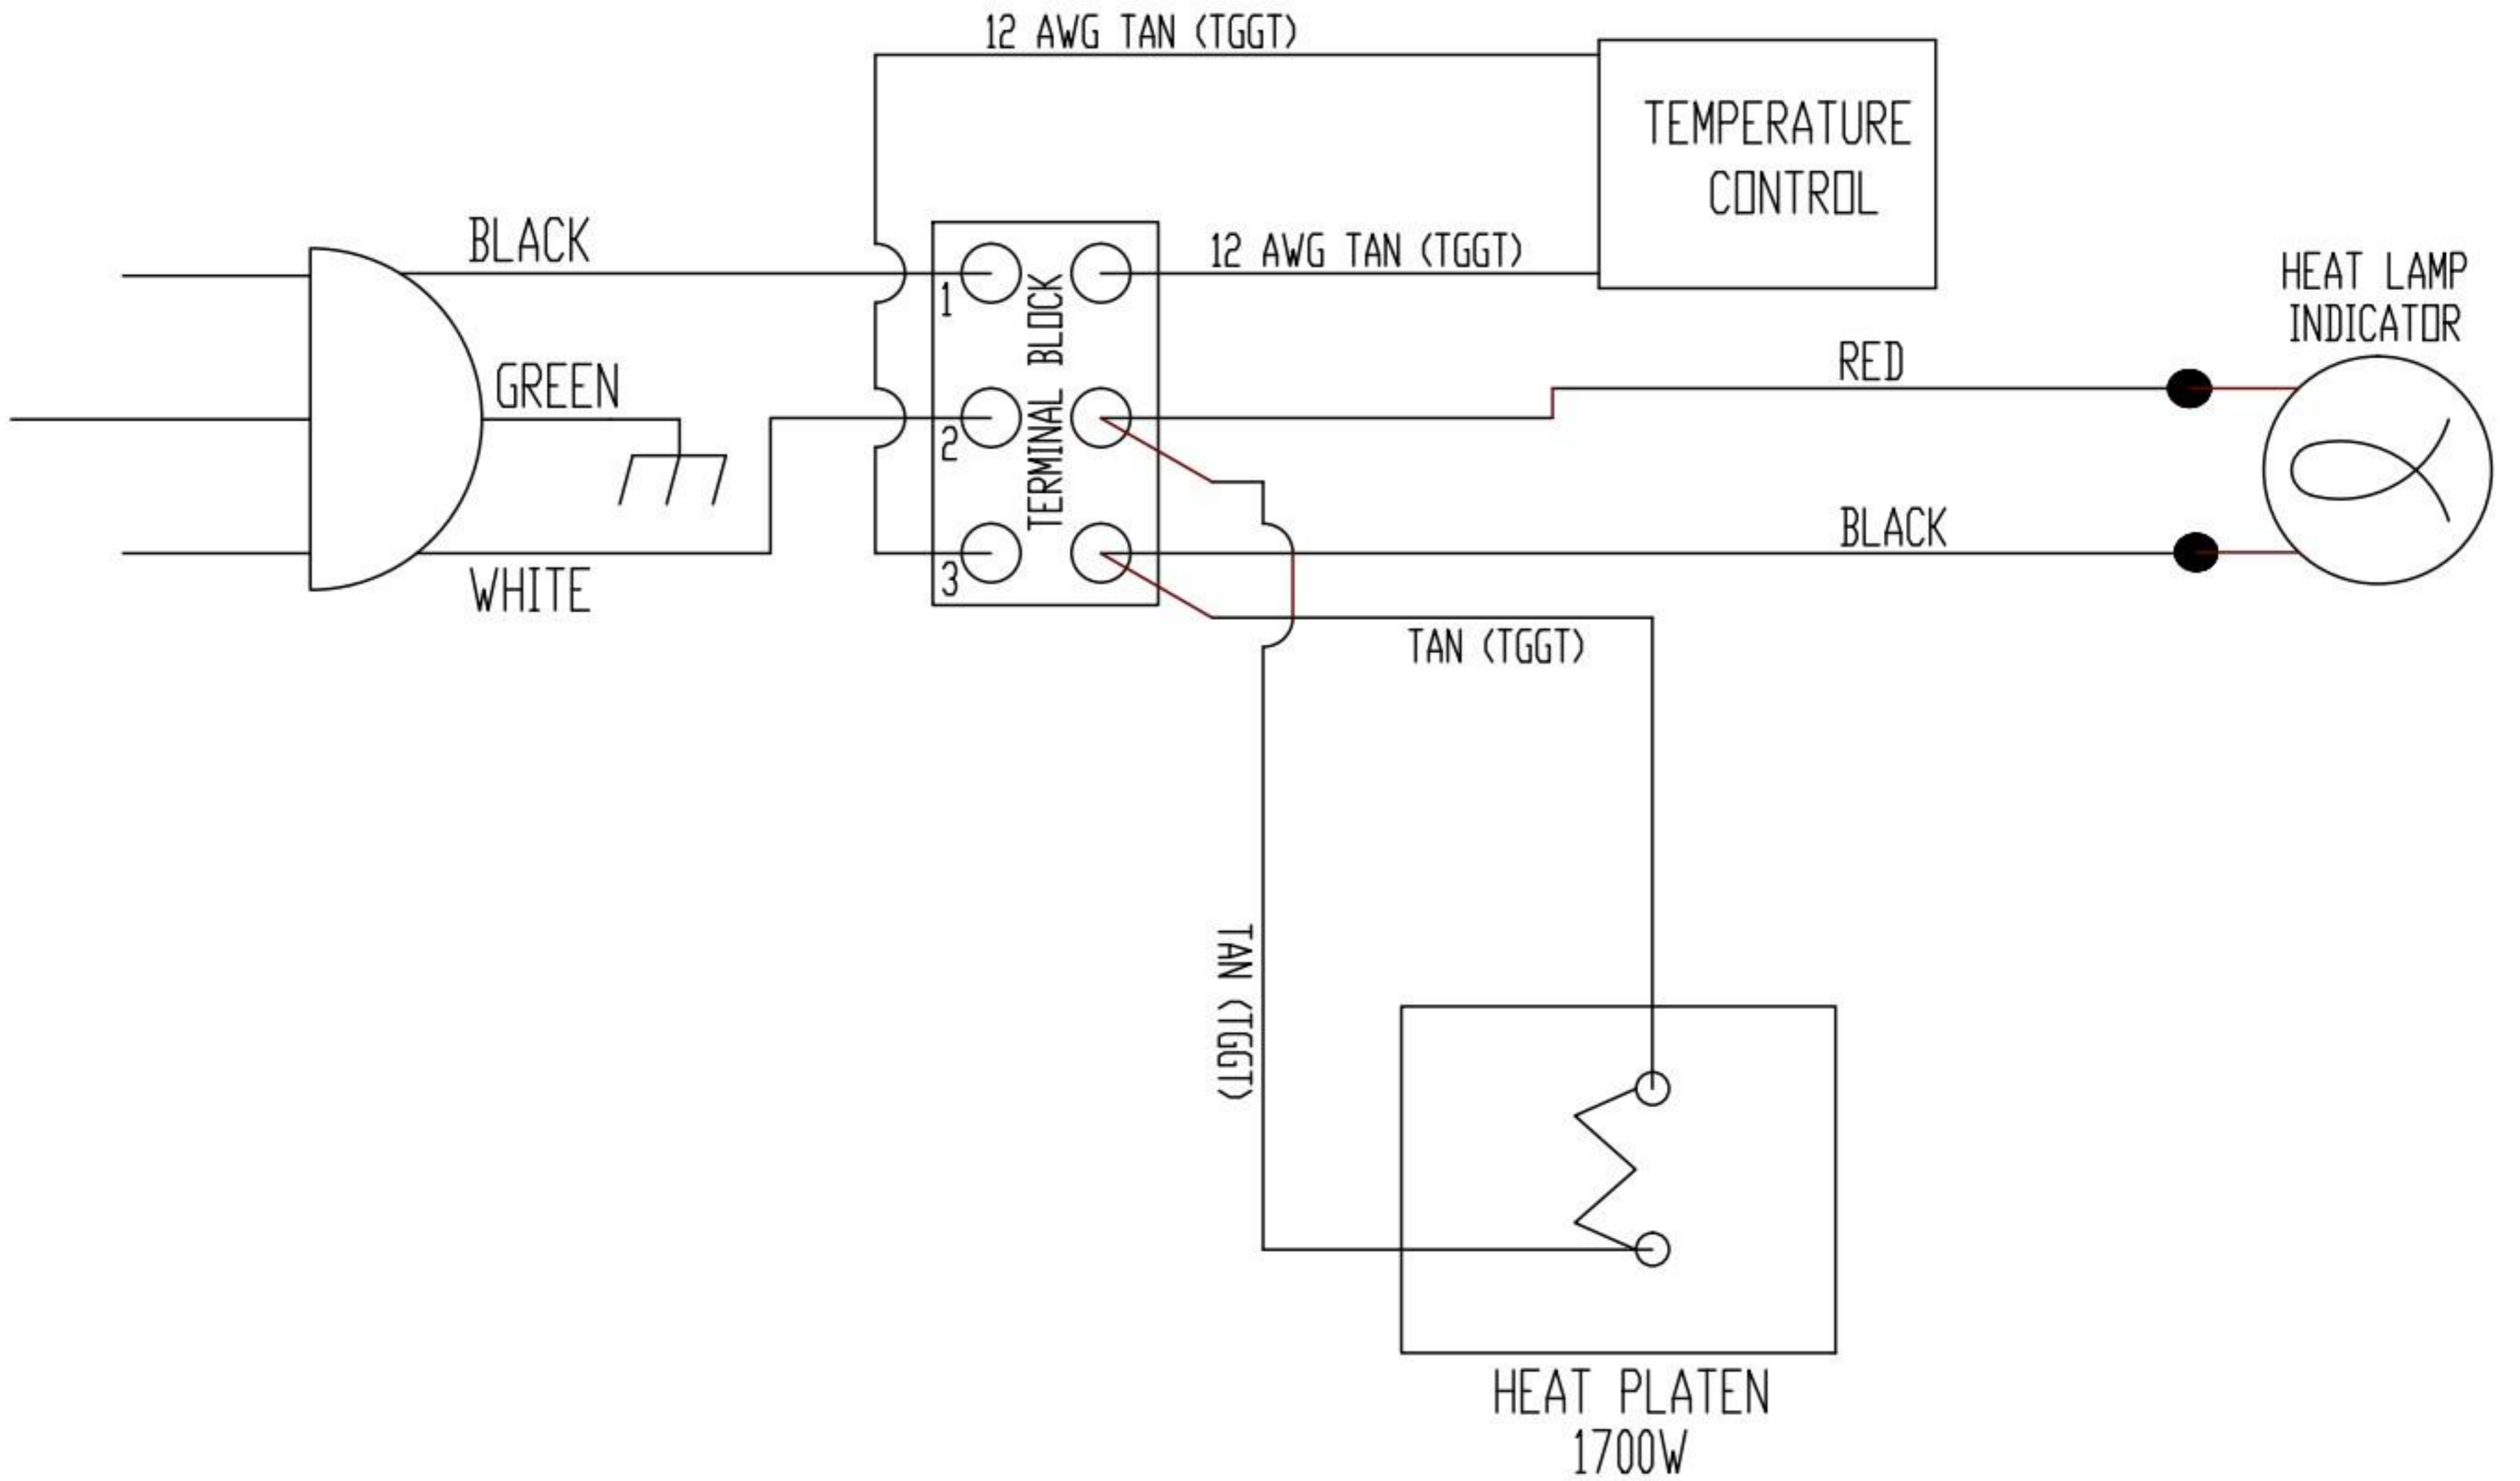 12 AWG TAN (TGGT)
TEMPERATURE
CONTROL
BLACK
12 AWG TAN (TGGT)
HEAT LAMP
INDICATOR
1
TERMINAL BLOCK
RED
GREEN
2
BLACK
3
WHITE
TAN (TGGT)
TAN (TGGT)
HEAT PLATEN
1700W